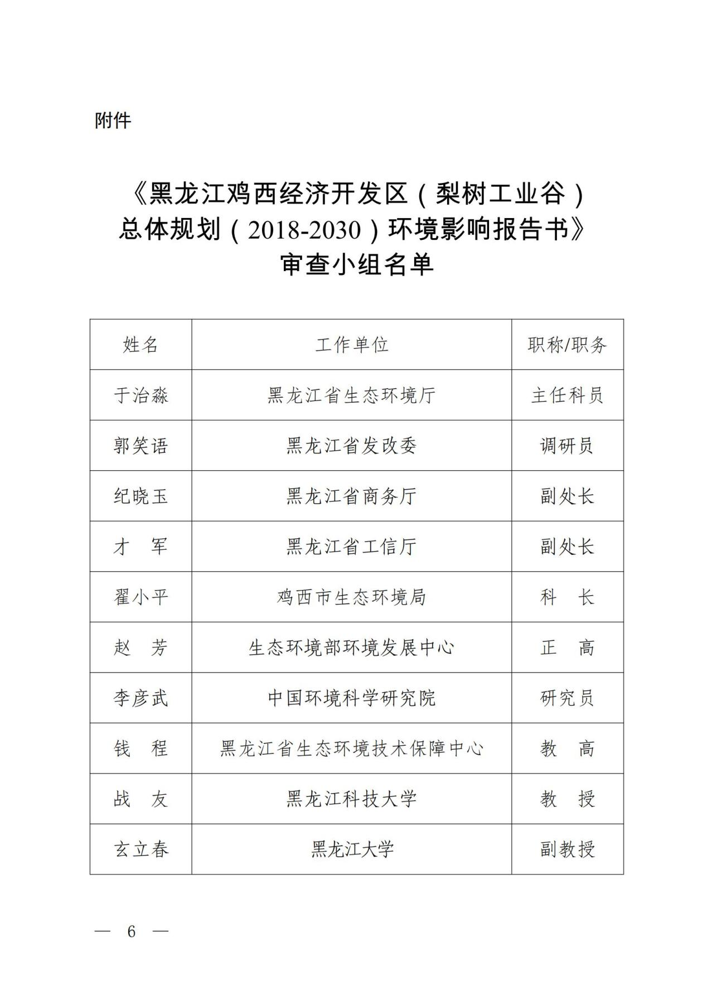 附件
《黑龙江鸡西经济开发区（梨树工业谷）
总体规划（2018-2030）环境影响报告书》
审查小组名单
姓名 工作单位 职称/职务
于治淼 黑龙江省生态环境厅 主任科员
郭笑语 黑龙江省发改委 调研员
纪晓玉 黑龙江省商务厅 副处长
才　军 黑龙江省工信厅 副处长
翟小平 鸡西市生态环境局 科　长
赵　芳 生态环境部环境发展中心 正　高
李彦武 中国环境科学研究院 研究员
钱　程 黑龙江省生态环境技术保障中心 教　高
战　友 黑龙江科技大学 教　授
玄立春 黑龙江大学 副教授
— 6 —